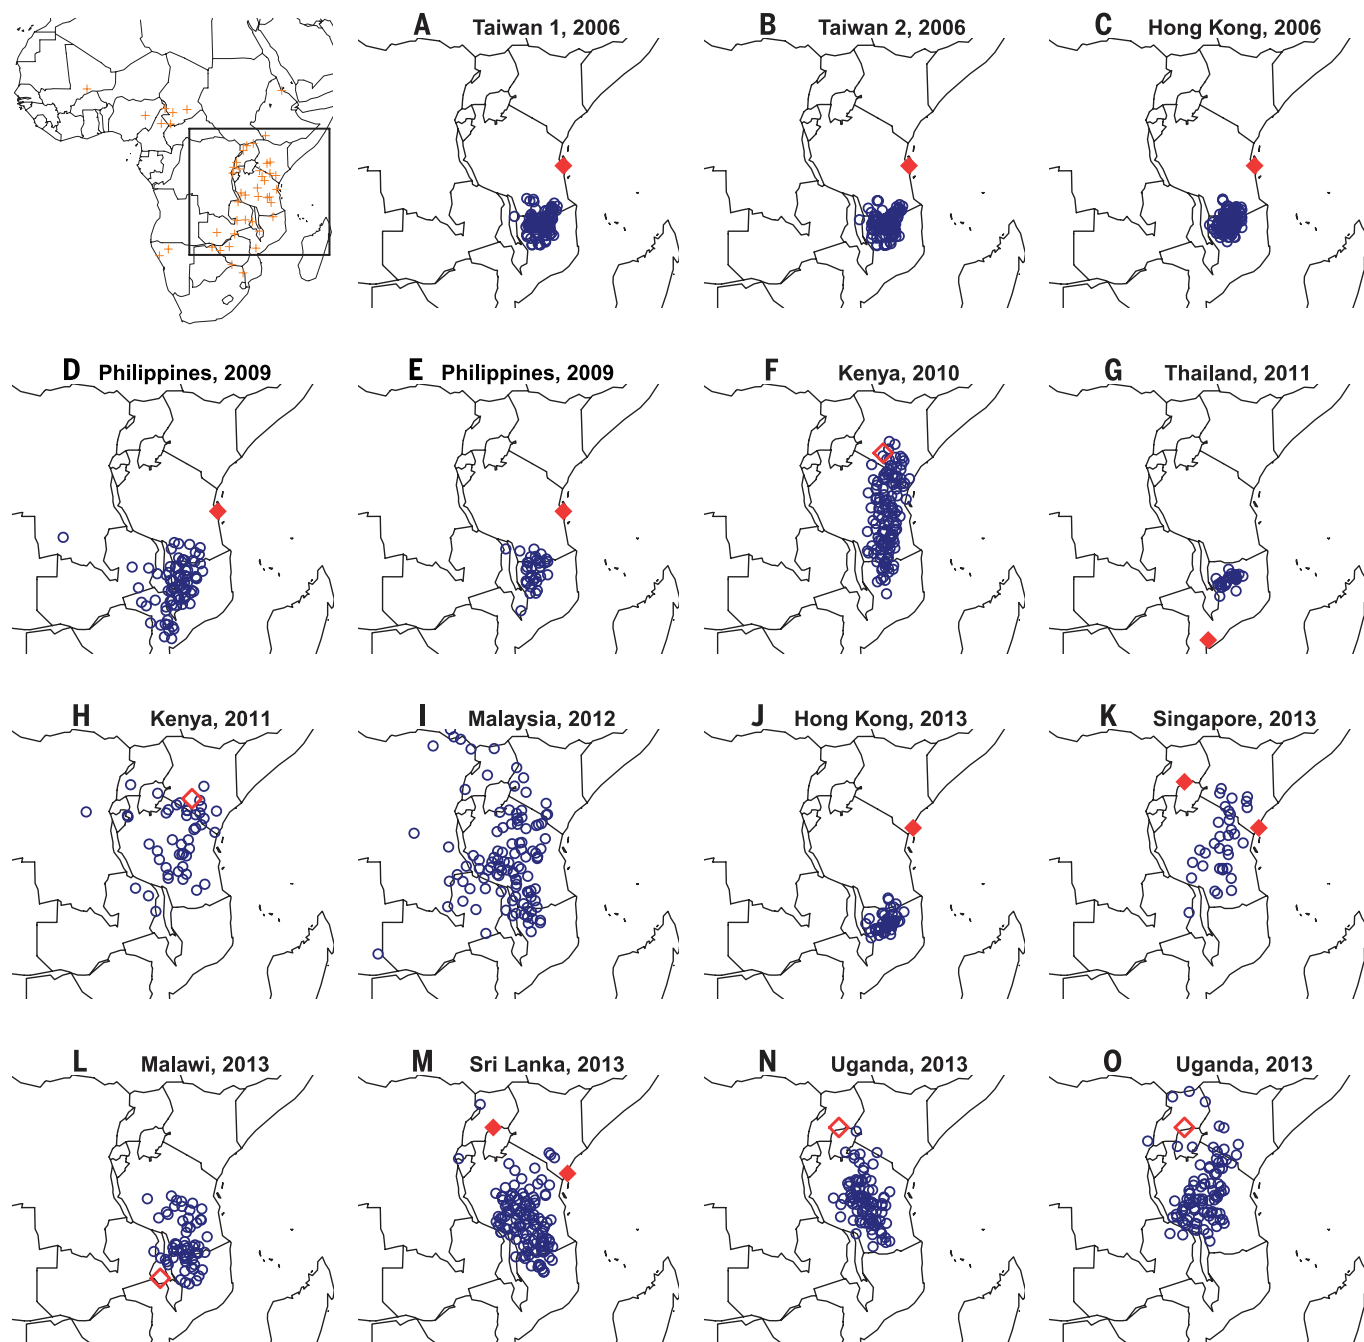 A Taiwan 1, 2006
B Taiwan 2, 2006
C Hong Kong, 2006
D Philippines, 2009
E Philippines, 2009
F Kenya, 2010
G Thailand, 2011
H Kenya, 2011
I Malaysia, 2012
J Hong Kong, 2013
K Singapore, 2013
L Malawi, 2013
M Sri Lanka, 2013
N Uganda, 2013
O Uganda, 2013